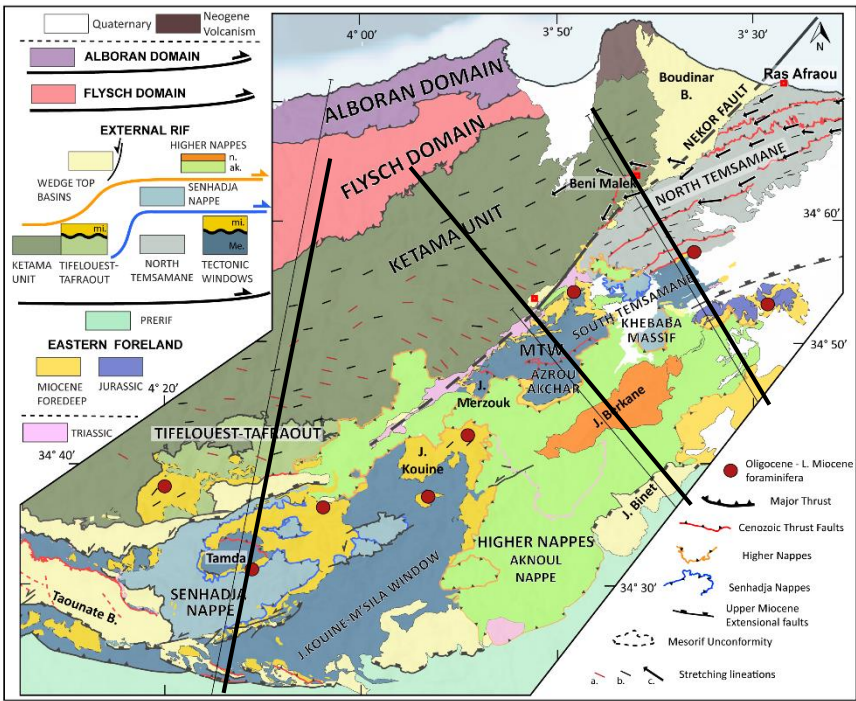 Quaternary
Neogene
Volcanism
ALBORAN DOMAIN
FLYSCH DOMAIN
EXTERNAL RIF
HIGHER NAPPES
n.
ak.
WEDGE TOP
BASINS
SENHADJA
NAPPE
mi.
mi.
Me.
KETAMA
UNIT
TIFELOUEST-
TAFRAOUT
NORTH
TEMSAMANE
TECTONIC
WINDOWS
PRERIF
EASTERN FORELAND
MIOCENE
FOREDEEP
JURASSIC
TRIASSIC
4° 00'
3° 50'
3° 30'
N
34° 60'
34° 50'
4° 20'
34° 40'
34° 30'
ALBORAN DOMAIN
FLYSCH DOMAIN
KETAMA UNIT
Boudinar
B.
Ras Afraou
NEKOR FAULT
NORTH TEMSAMANE
Beni Malek
SOUTH TEMSAMANE
KHEBABA
MASSIF
MTW
AZROU
AKCHAR
J.
Merzouk
J. Berkane
TIFELOUEST-TAFRAOUT
J.
Kouine
J. Binet
HIGHER NAPPES
AKNOUL
NAPPE
Tamda
SENHADJA
NAPPE
Taounate B.
J.KOUINE-M'SILA WINDOW
Oligocene - L. Miocene
foraminifera
Major Thrust
Cenozoic Thrust Faults
Higher Nappes
Senhadja Nappes
Upper Miocene
Extensional faults
Mesorif Unconformity
Stretching lineations
a. b. c.